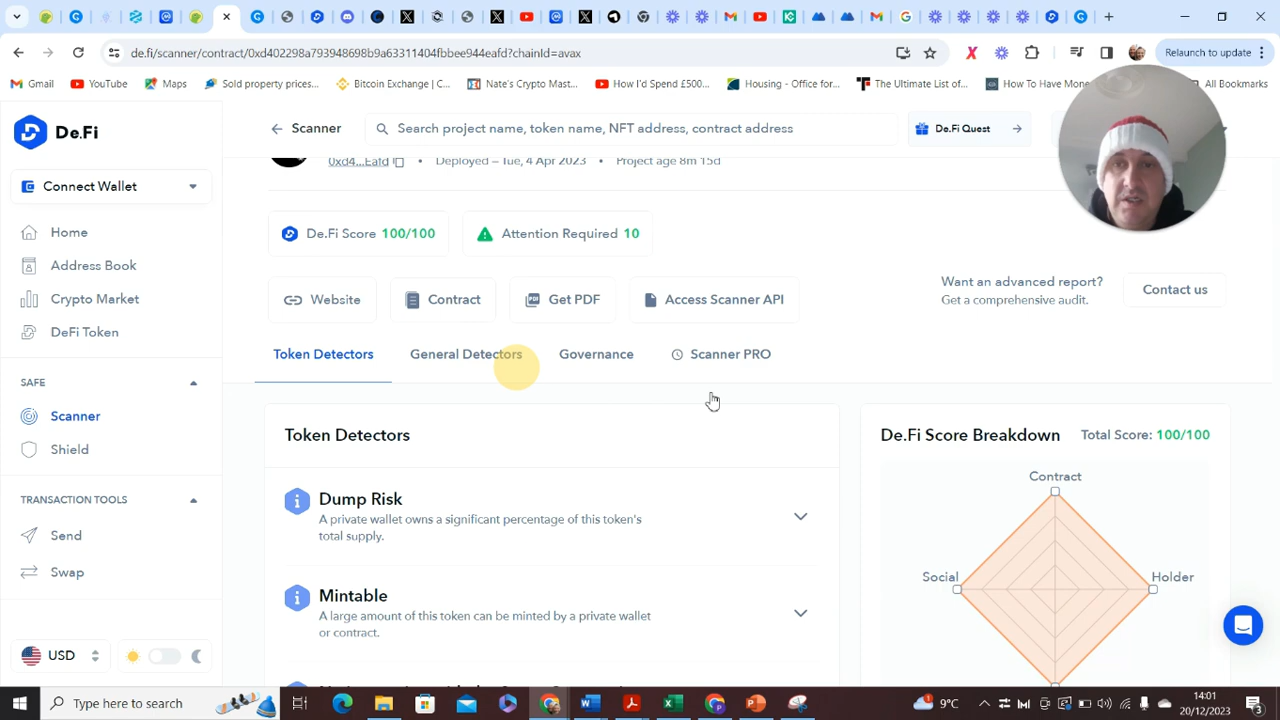 de.fi/scanner/contract/0xd402298a793948698b9a63311404fbbee944eafd?chainId=avax
Relaunch to update
Gmail
YouTube
Maps
Sold property prices...
Bitcoin Exchange | C...
Nate's Crypto Mast...
How I'd Spend £500...
Housing - Office for...
The Ultimate List of...
How To Have Mone
All Bookmarks
De.Fi
Scanner
Search project name, token name, NFT address, contract address
De.Fi Quest
0xd4...Eafd
• Deployed – Tue, 4 Apr 2023
• Project age 8m 15d
Connect Wallet
Home
Address Book
Crypto Market
DeFi Token
SAFE
Scanner
Shield
TRANSACTION TOOLS
Send
Swap
USD
De.Fi Score 100/100
Attention Required 10
Website
Contract
Get PDF
Access Scanner API
Want an advanced report?
Get a comprehensive audit.
Contact us
Token Detectors
General Detectors
Governance
Scanner PRO
Token Detectors
Dump Risk
A private wallet owns a significant percentage of this token's
total supply.
Mintable
A large amount of this token can be minted by a private wallet
or contract.
De.Fi Score Breakdown
Total Score: 100/100
Contract
Social
Holder
Type here to search
9°C
14:01
20/12/2023